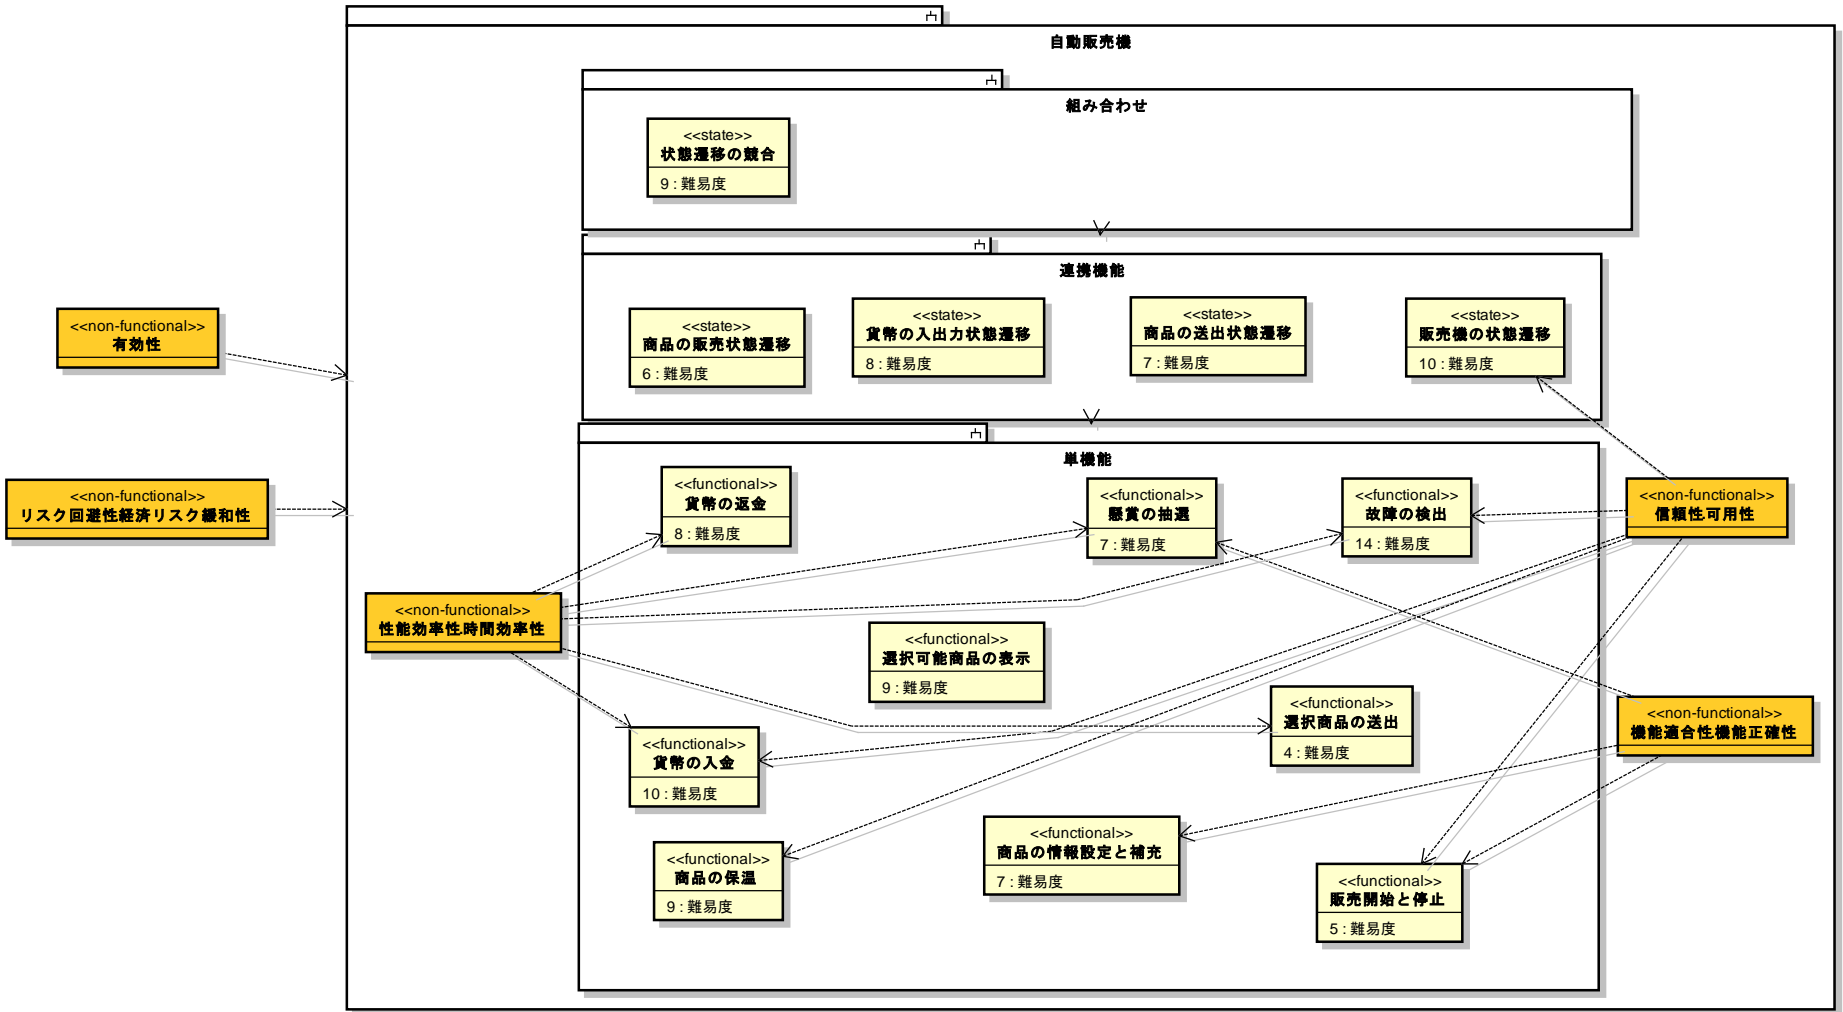 自動販売機
組み合わせ
<<state>>
状態遷移の競合
9 : 難易度
連携機能
<<state>>
商品の販売状態遷移
6 : 難易度
<<state>>
貨幣の入出力状態遷移
8 : 難易度
<<state>>
商品の送出状態遷移
7 : 難易度
<<state>>
販売機の状態遷移
10 : 難易度
<<non-functional>>
有効性
<<non-functional>>
リスク回避性.経済リスク緩和性
単機能
<<functional>>
貨幣の返金
8 : 難易度
<<functional>>
懸賞の抽選
7 : 難易度
<<functional>>
故障の検出
14 : 難易度
<<non-functional>>
信頼性.可用性
<<non-functional>>
性能効率性.時間効率性
<<functional>>
選択可能商品の表示
9 : 難易度
<<functional>>
選択商品の送出
4 : 難易度
<<non-functional>>
機能適合性.機能正確性
<<functional>>
貨幣の入金
10 : 難易度
<<functional>>
商品の情報設定と補充
7 : 難易度
<<functional>>
商品の保温
9 : 難易度
<<functional>>
販売開始と停止
5 : 難易度